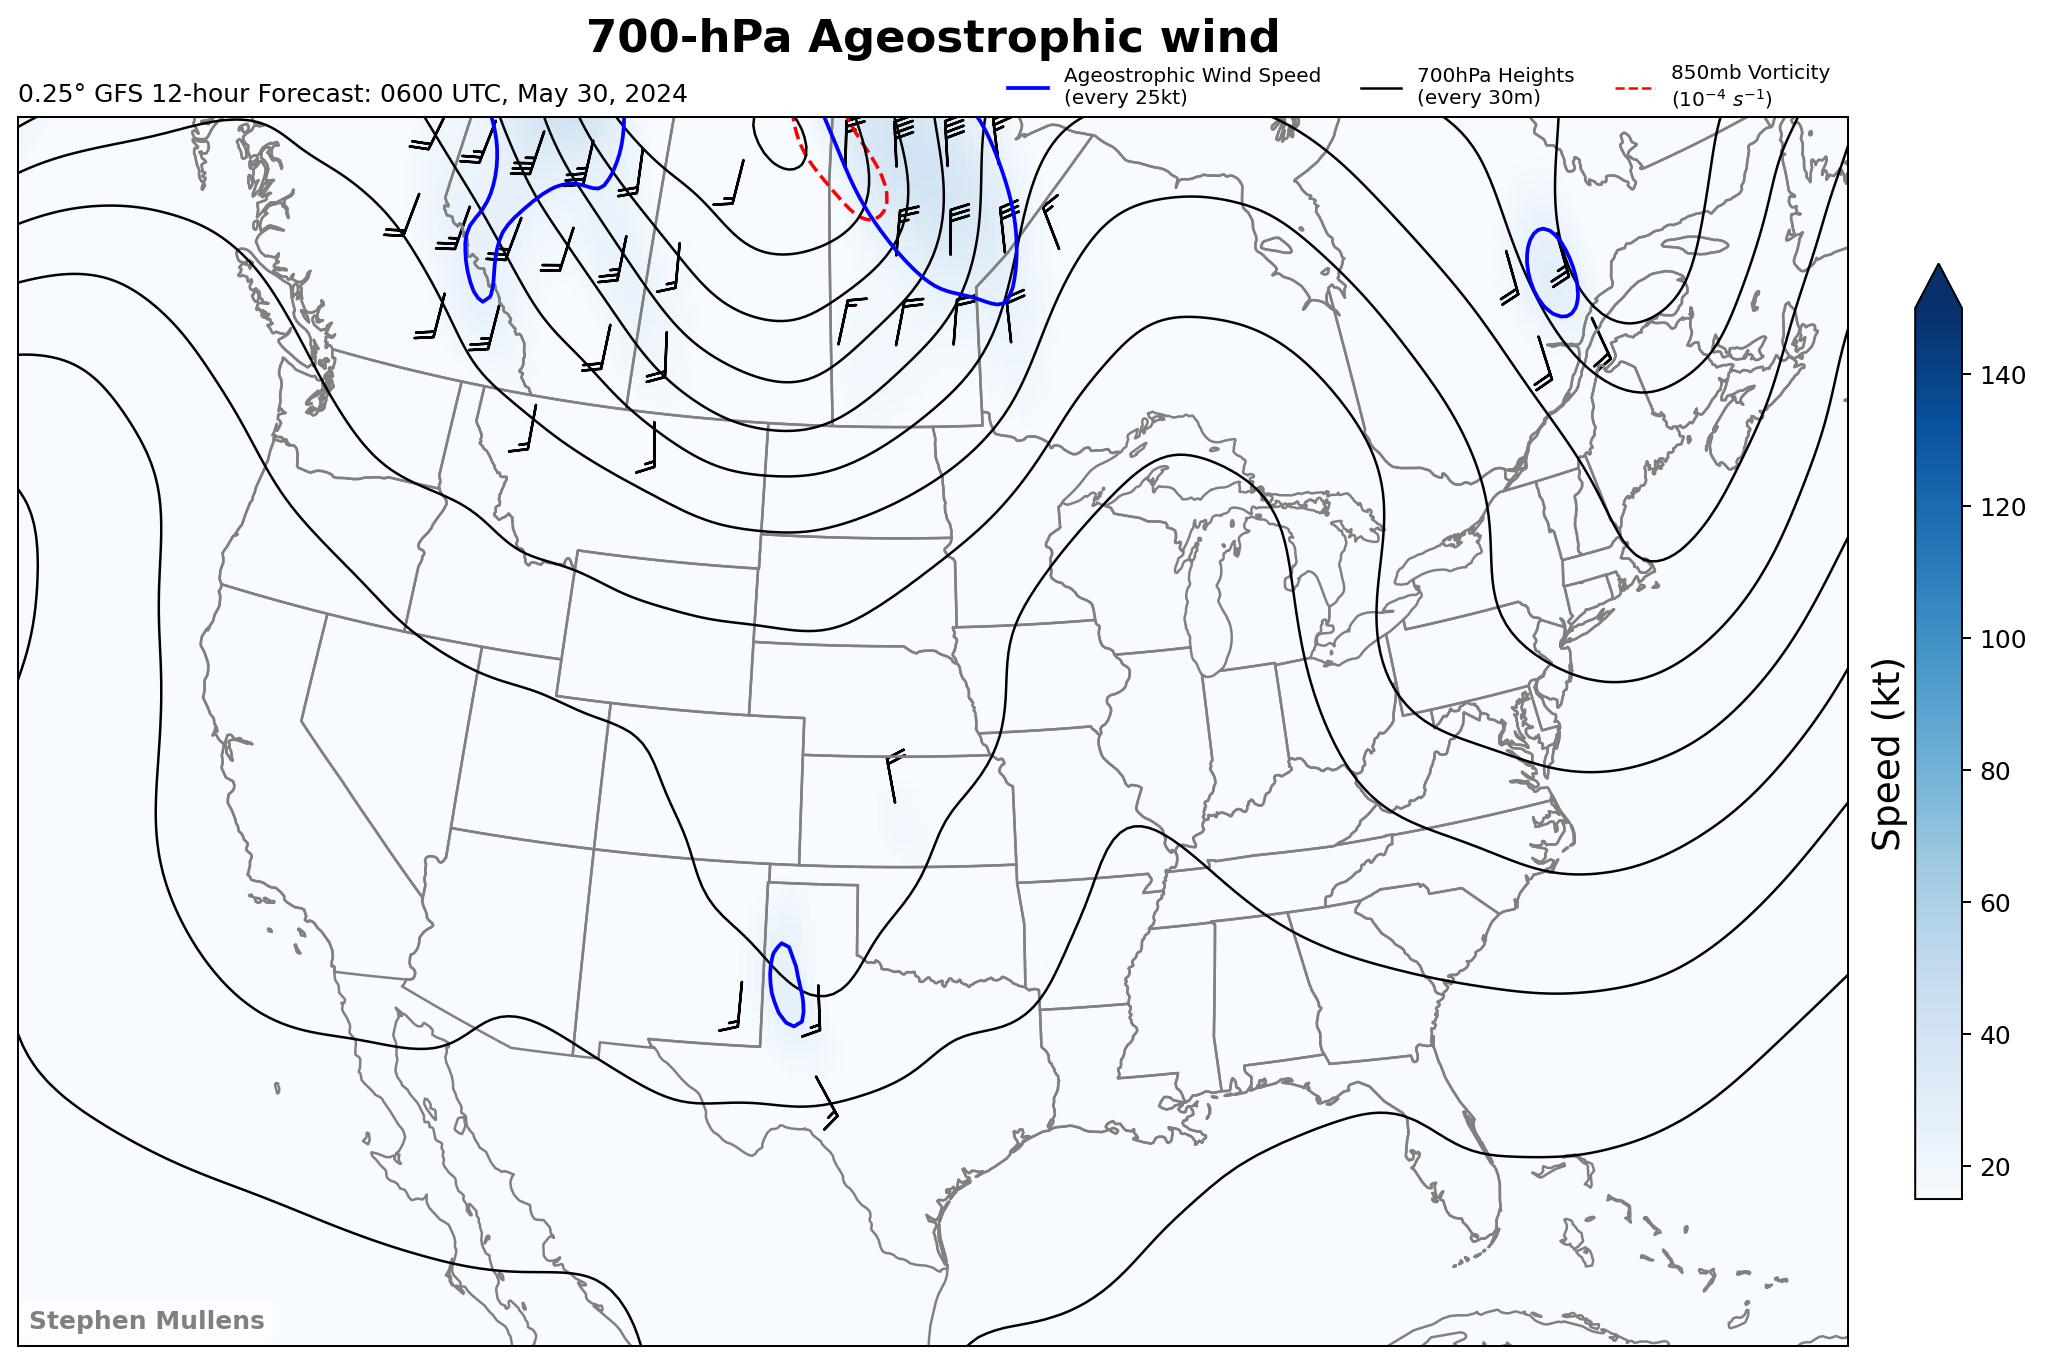 700-hPa Ageostrophic wind
0.25° GFS 12-hour Forecast: 0600 UTC, May 30, 2024
Ageostrophic Wind Speed
(every 25kt)
700hPa Heights
(every 30m)
850mb Vorticity
(10⁻⁴ s⁻¹)
140
120
100
80
60
40
20
Speed (kt)
Stephen Mullens